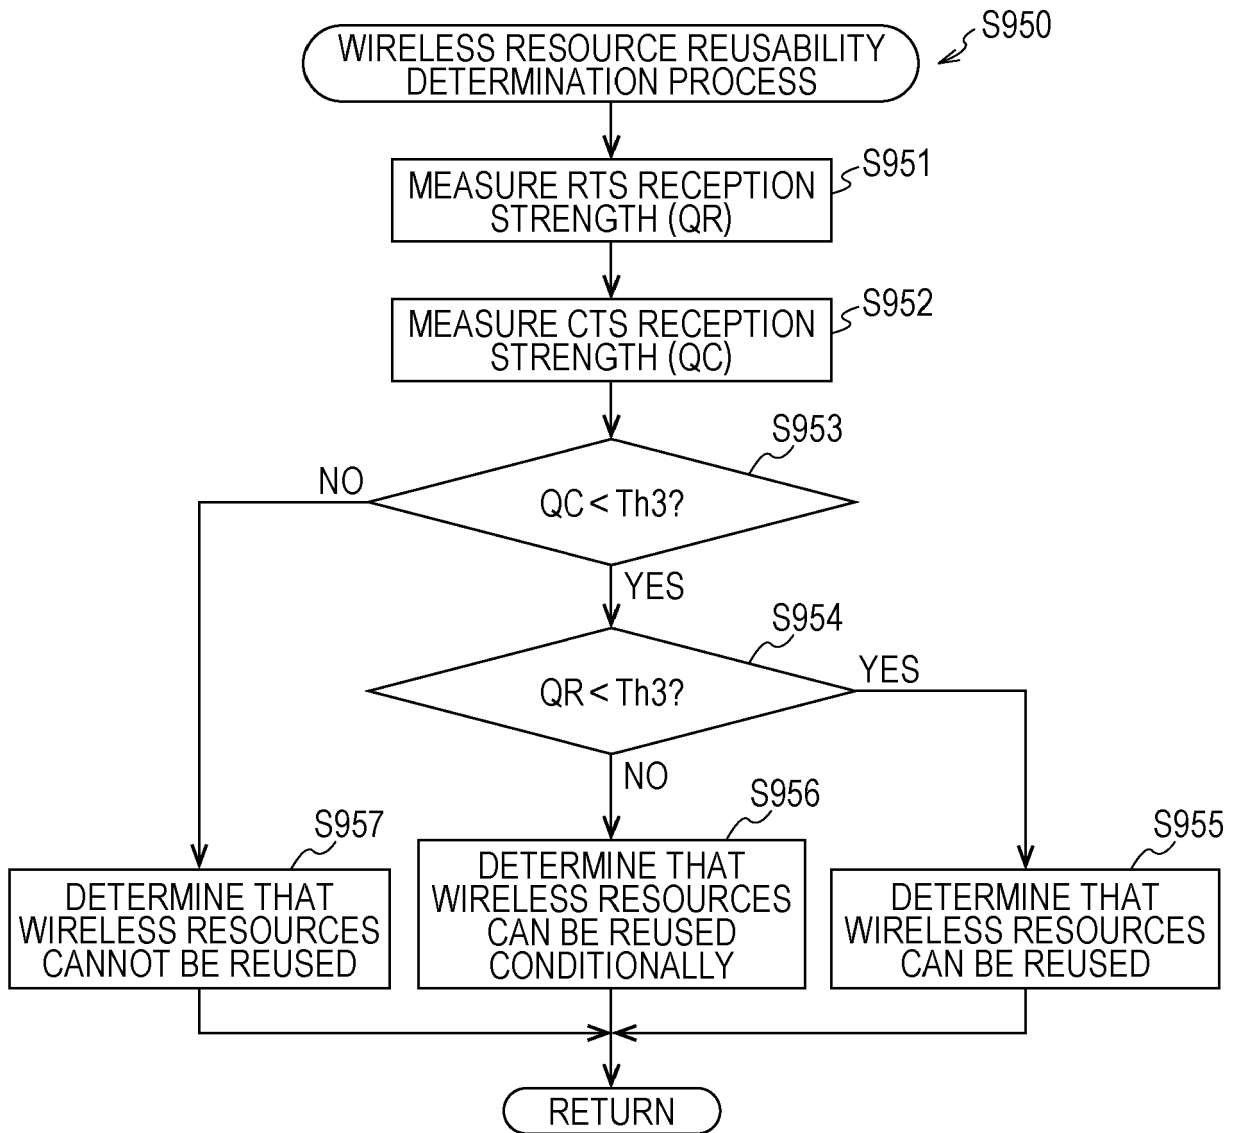 S950
WIRELESS RESOURCE REUSABILITY
DETERMINATION PROCESS
S951
MEASURE RTS RECEPTION
STRENGTH (QR)
S952
MEASURE CTS RECEPTION
STRENGTH (QC)
S953
NO
QC < Th3?
YES
S954
YES
QR < Th3?
NO
S957
DETERMINE THAT
WIRELESS RESOURCES
CANNOT BE REUSED
S956
DETERMINE THAT
WIRELESS RESOURCES
CAN BE REUSED
CONDITIONALLY
S955
DETERMINE THAT
WIRELESS RESOURCES
CAN BE REUSED
RETURN